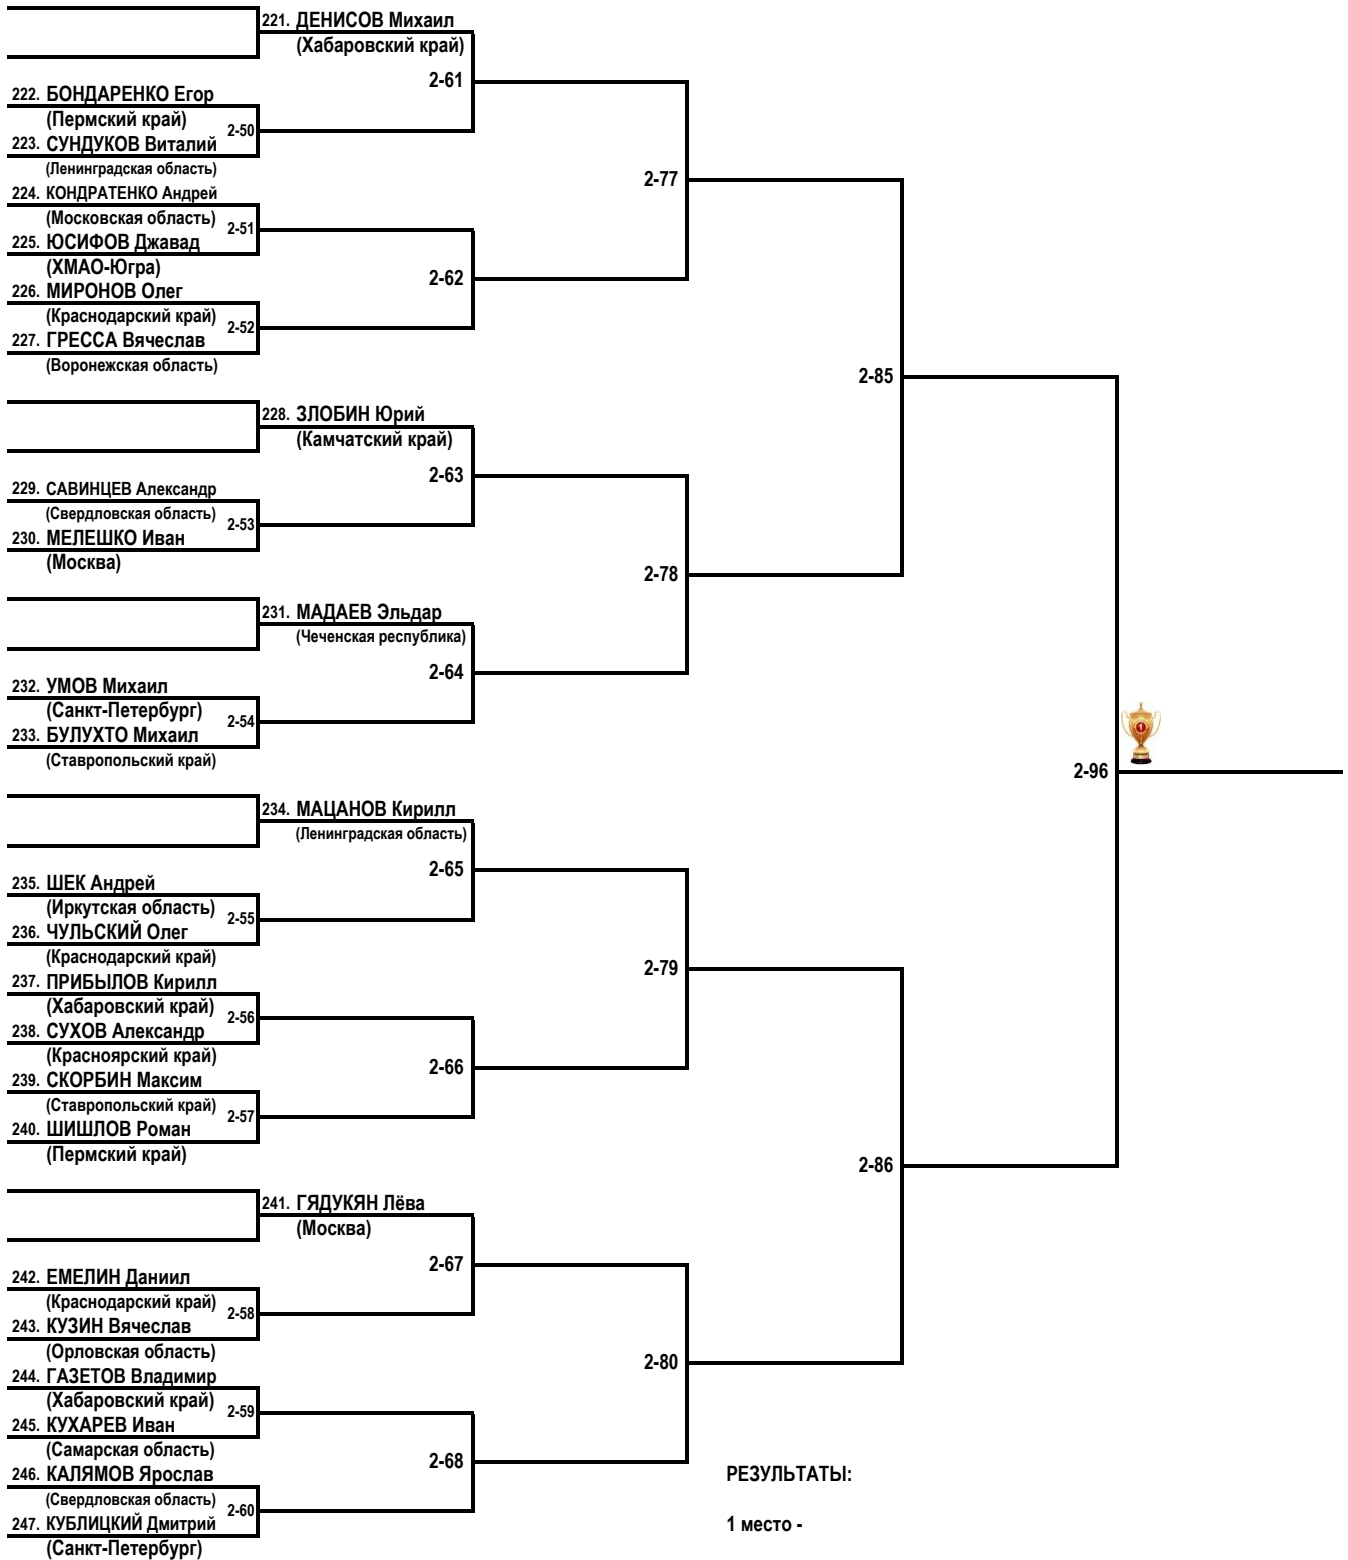 221. ДЕНИСОВ Михаил
(Хабаровский край)
2-61
222. БОНДАРЕНКО Егор
(Пермский край)
2-50
223. СУНДУКОВ Виталий
(Ленинградская область)
2-77
224. КОНДРАТЕНКО Андрей
(Московская область)
2-51
225. ЮСИФОВ Джавад
(ХМАО-Югра)
2-62
226. МИРОНОВ Олег
(Краснодарский край)
2-52
227. ГРЕССА Вячеслав
(Воронежская область)
2-85
228. ЗЛОБИН Юрий
(Камчатский край)
2-63
229. САВИНЦЕВ Александр
(Свердловская область)
2-53
230. МЕЛЕШКО Иван
(Москва)
2-78
231. МАДАЕВ Эльдар
(Чеченская республика)
2-64
232. УМОВ Михаил
(Санкт-Петербург)
2-54
233. БУЛУХТО Михаил
(Ставропольский край)
1
2-96
234. МАЦАНОВ Кирилл
(Ленинградская область)
2-65
235. ШЕК Андрей
(Иркутская область)
2-55
236. ЧУЛЬСКИЙ Олег
(Краснодарский край)
2-79
237. ПРИБЫЛОВ Кирилл
(Хабаровский край)
2-56
238. СУХОВ Александр
(Красноярский край)
2-66
239. СКОРБИН Максим
(Ставропольский край)
2-57
240. ШИШЛОВ Роман
(Пермский край)
2-86
241. ГЯДУКЯН Лёва
(Москва)
2-67
242. ЕМЕЛИН Даниил
(Краснодарский край)
2-58
243. КУЗИН Вячеслав
(Орловская область)
2-80
244. ГАЗЕТОВ Владимир
(Хабаровский край)
2-59
245. КУХАРЕВ Иван
(Самарская область)
2-68
246. КАЛЯМОВ Ярослав
(Свердловская область)
2-60
247. КУБЛИЦКИЙ Дмитрий
(Санкт-Петербург)
РЕЗУЛЬТАТЫ:
1 место -